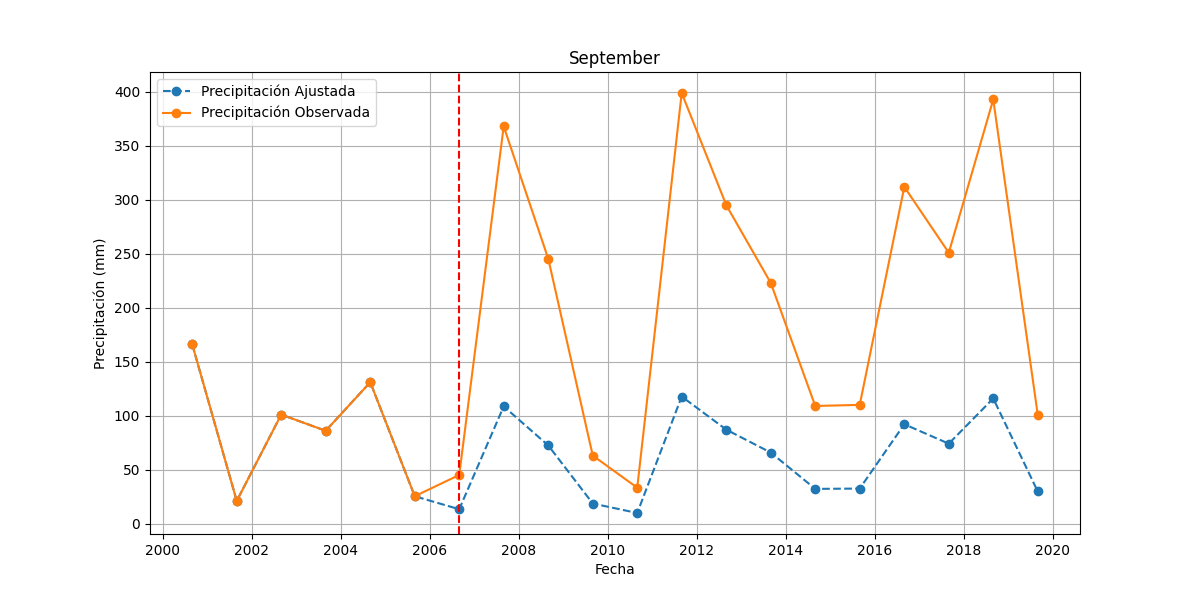 September
Precipitación Ajustada
Precipitación Observada
400
350
300
250
200
150
100
50
0
Precipitación (mm)
2000 2002 2004 2006 2008 2010 2012 2014 2016 2018 2020
Fecha